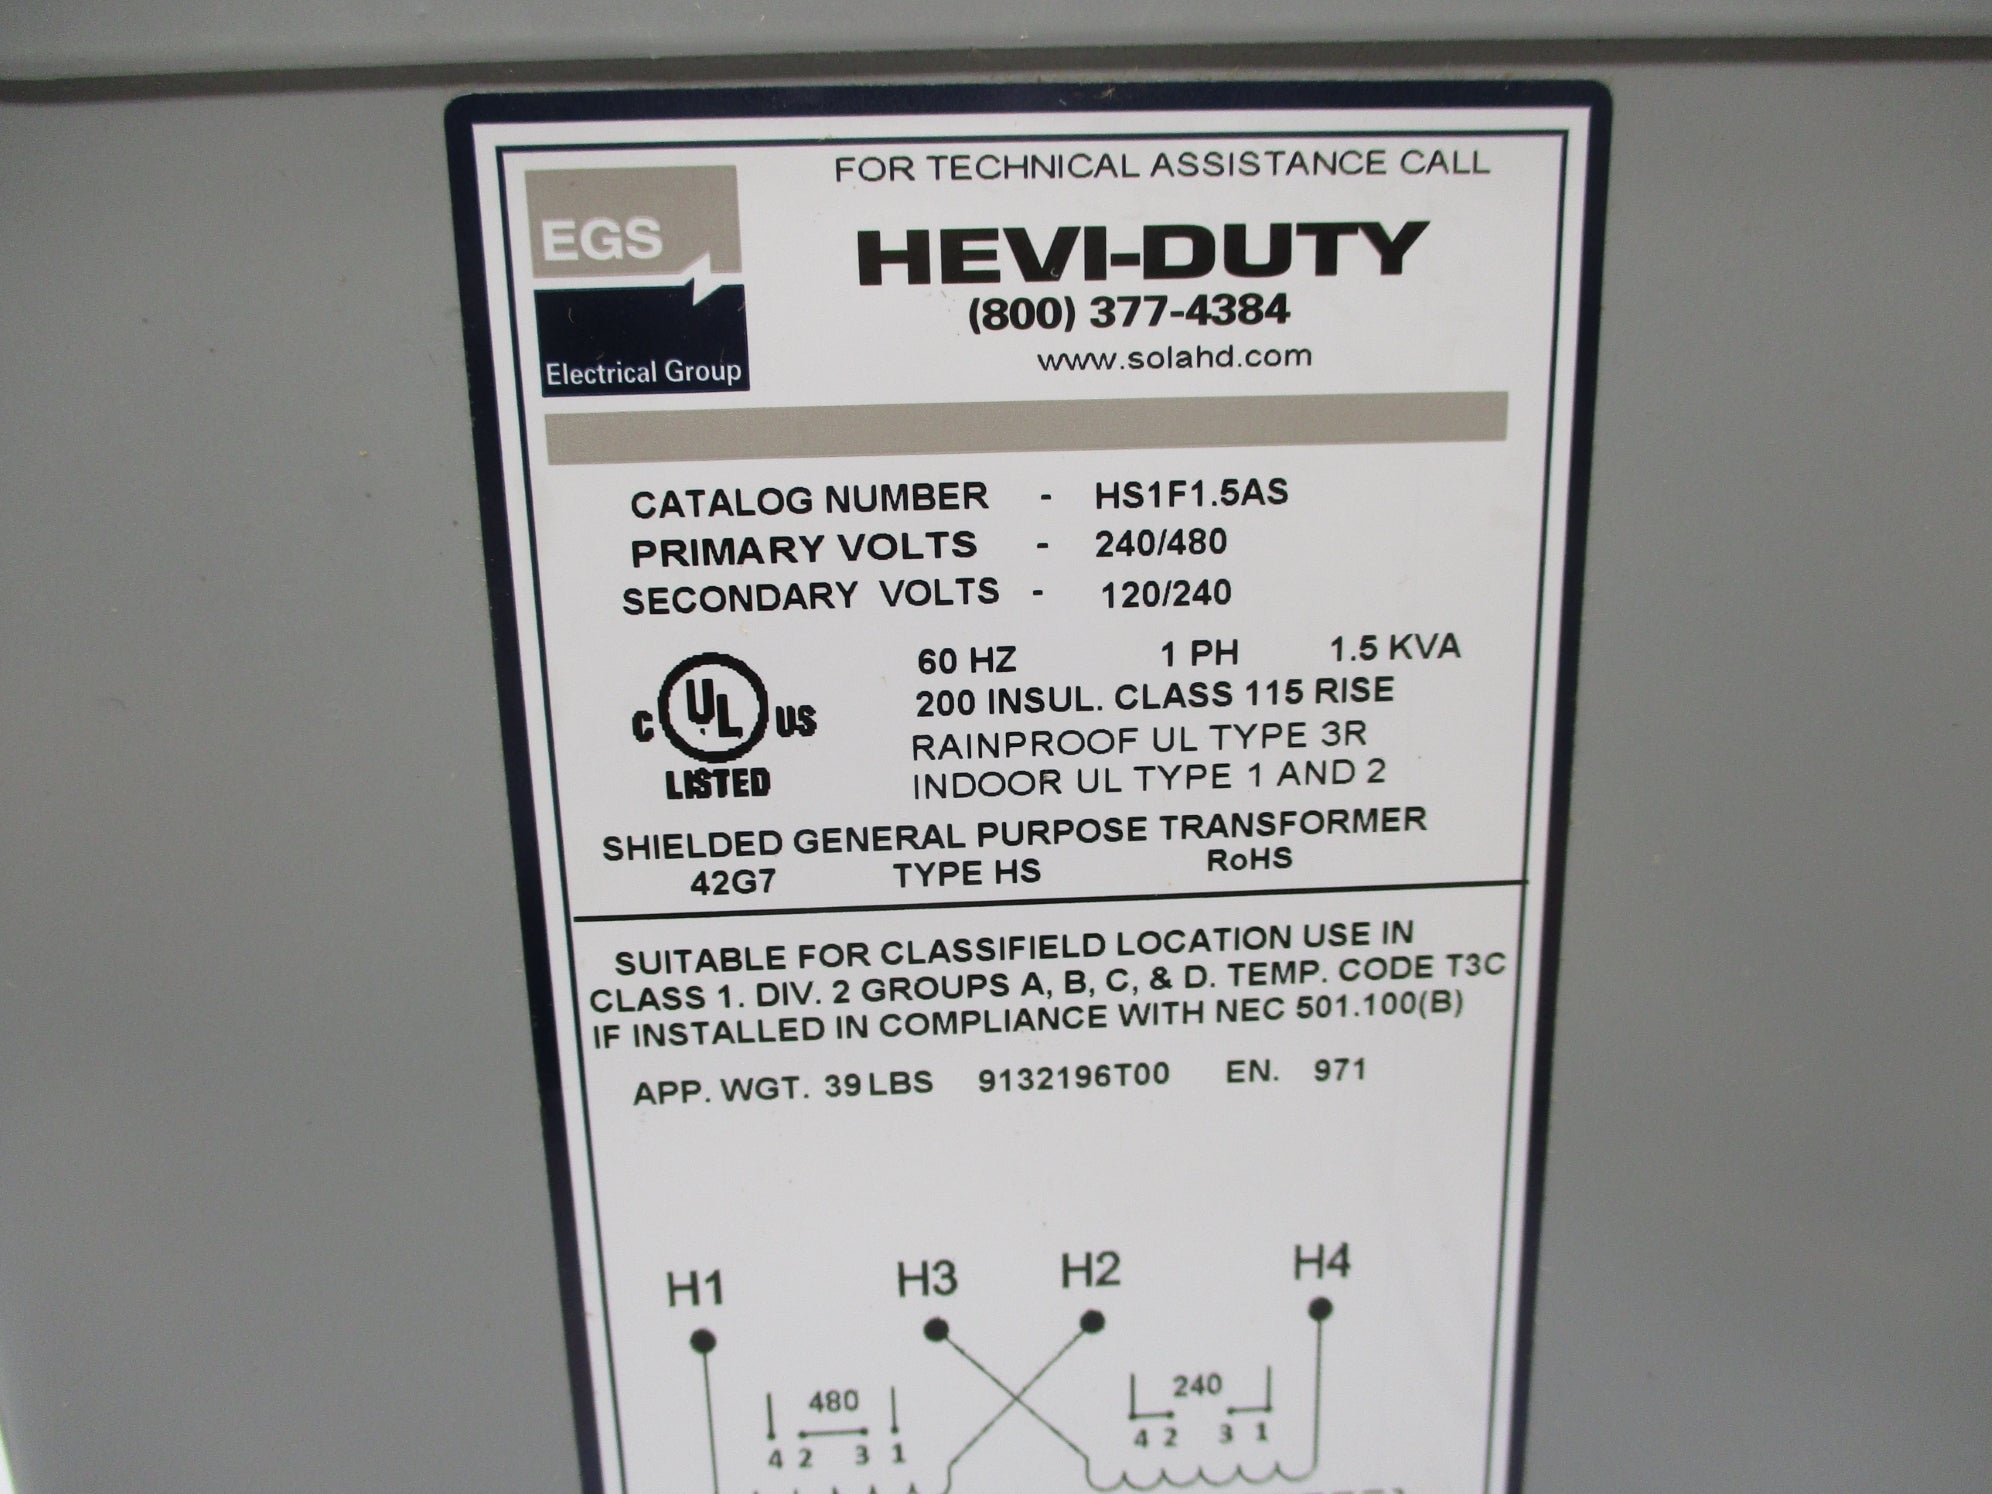 FOR TECHNICAL ASSISTANCE CALL
EGS
Electrical Group
HEVI-DUTY
(800) 377-4384
www.solahd.com
CATALOG NUMBER - HS1F1.5AS
PRIMARY VOLTS - 240/480
SECONDARY VOLTS - 120/240
C UL US
LISTED
60 HZ 1 PH 1.5 KVA
200 INSUL. CLASS 115 RISE
RAINPROOF UL TYPE 3R
INDOOR UL TYPE 1 AND 2
SHIELDED GENERAL PURPOSE TRANSFORMER
42G7 TYPE HS RoHS
SUITABLE FOR CLASSIFIELD LOCATION USE IN
CLASS 1. DIV. 2 GROUPS A, B, C, & D. TEMP. CODE T3C
IF INSTALLED IN COMPLIANCE WITH NEC 501.100(B)
APP. WGT. 39 LBS 9132196T00 EN. 971
H1 H3 H2 H4
480 240
4 2 3 1 4 2 3 1